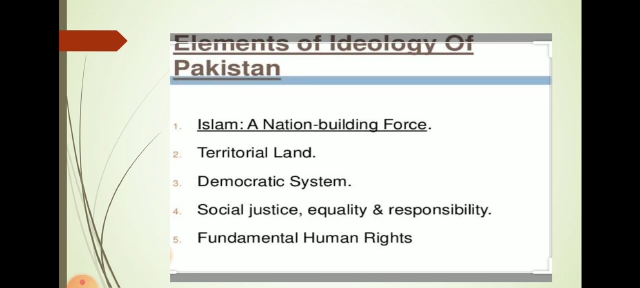 Elements of Ideology Of
Pakistan
1. Islam: A Nation-building Force.
2. Territorial Land.
3. Democratic System.
4. Social justice, equality & responsibility.
5. Fundamental Human Rights